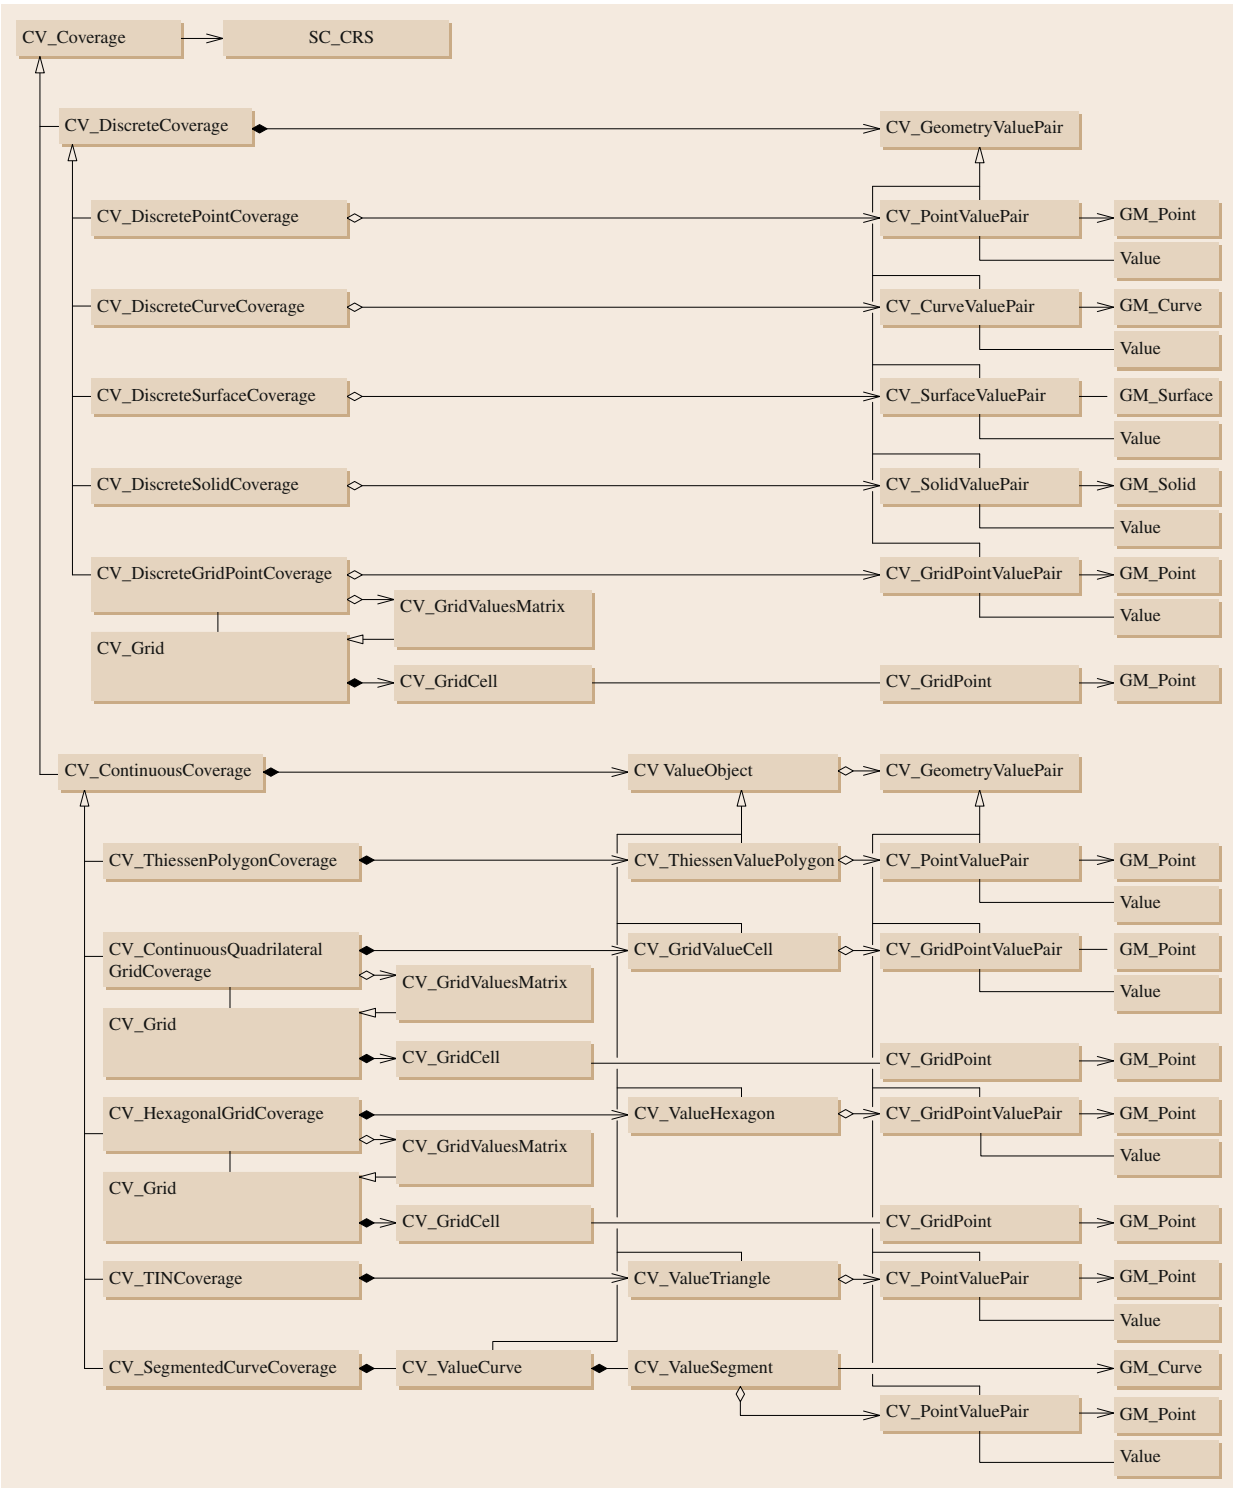 CV_Coverage
SC_CRS
CV_DiscreteCoverage
CV_GeometryValuePair
CV_DiscretePointCoverage
CV_PointValuePair
GM_Point
Value
CV_DiscreteCurveCoverage
CV_CurveValuePair
GM_Curve
Value
CV_DiscreteSurfaceCoverage
CV_SurfaceValuePair
GM_Surface
Value
CV_DiscreteSolidCoverage
CV_SolidValuePair
GM_Solid
Value
CV_DiscreteGridPointCoverage
CV_GridPointValuePair
GM_Point
CV_GridValuesMatrix
Value
CV_Grid
CV_GridCell
CV_GridPoint
GM_Point
CV_ContinuousCoverage
CV ValueObject
CV_GeometryValuePair
CV_ThiessenPolygonCoverage
CV_ThiessenValuePolygon
CV_PointValuePair
GM_Point
Value
CV_ContinuousQuadrilateral
GridCoverage
CV_GridValueCell
CV_GridPointValuePair
GM_Point
CV_GridValuesMatrix
Value
CV_Grid
CV_GridCell
CV_GridPoint
GM_Point
CV_HexagonalGridCoverage
CV_ValueHexagon
CV_GridPointValuePair
GM_Point
CV_GridValuesMatrix
Value
CV_Grid
CV_GridCell
CV_GridPoint
GM_Point
CV_TINCoverage
CV_ValueTriangle
CV_PointValuePair
GM_Point
Value
CV_SegmentedCurveCoverage
CV_ValueCurve
CV_ValueSegment
GM_Curve
CV_PointValuePair
GM_Point
Value